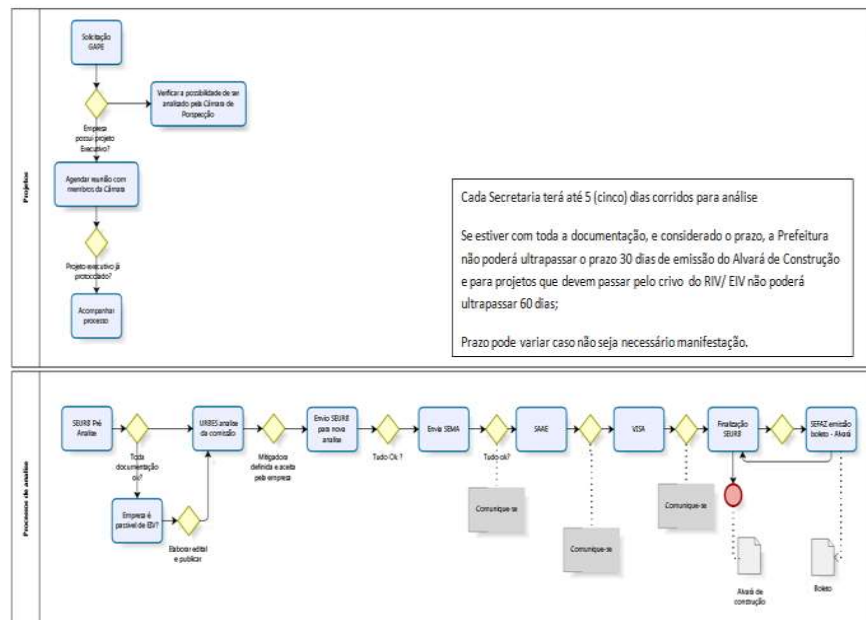 Projetos
Solicitação
GAPE
Verificar a possibilidade de ser
analizado pela Câmara de
Porspecção
Empresa
possui projeto
Executivo?
Agendar reunião com
membros da Câmara
Projeto executivo já
protocolado?
Acompanhar
processo
Cada Secretaria terá até 5 (cinco) dias corridos para análise
Se estiver com toda a documentação, e considerado o prazo, a Prefeitura
não poderá ultrapassar o prazo 30 dias de emissão do Alvará de Construção
e para projetos que devem passar pelo crivo do RIV/ EIV não poderá
ultrapassar 60 dias;
Prazo pode variar caso não seja necessário manifestação.
Processo de analise
SEURB Pré
Analise
Toda
documentação
ok?
Empresa é
passível de EIV?
Elaborar edital
e publicar
URBES analise
da comissão
Mitigadora
definida e aceita
pela empresa
Envio SEURB
para nova
analise
Tudo Ok ?
Envia SEMA
Tudo ok?
Comunique-se
SAAE
Comunique-se
VISA
Comunique-se
Finalização
SEURB
Alvará de
construção
SEFAZ emissão
boleto - Alvará
Boleto